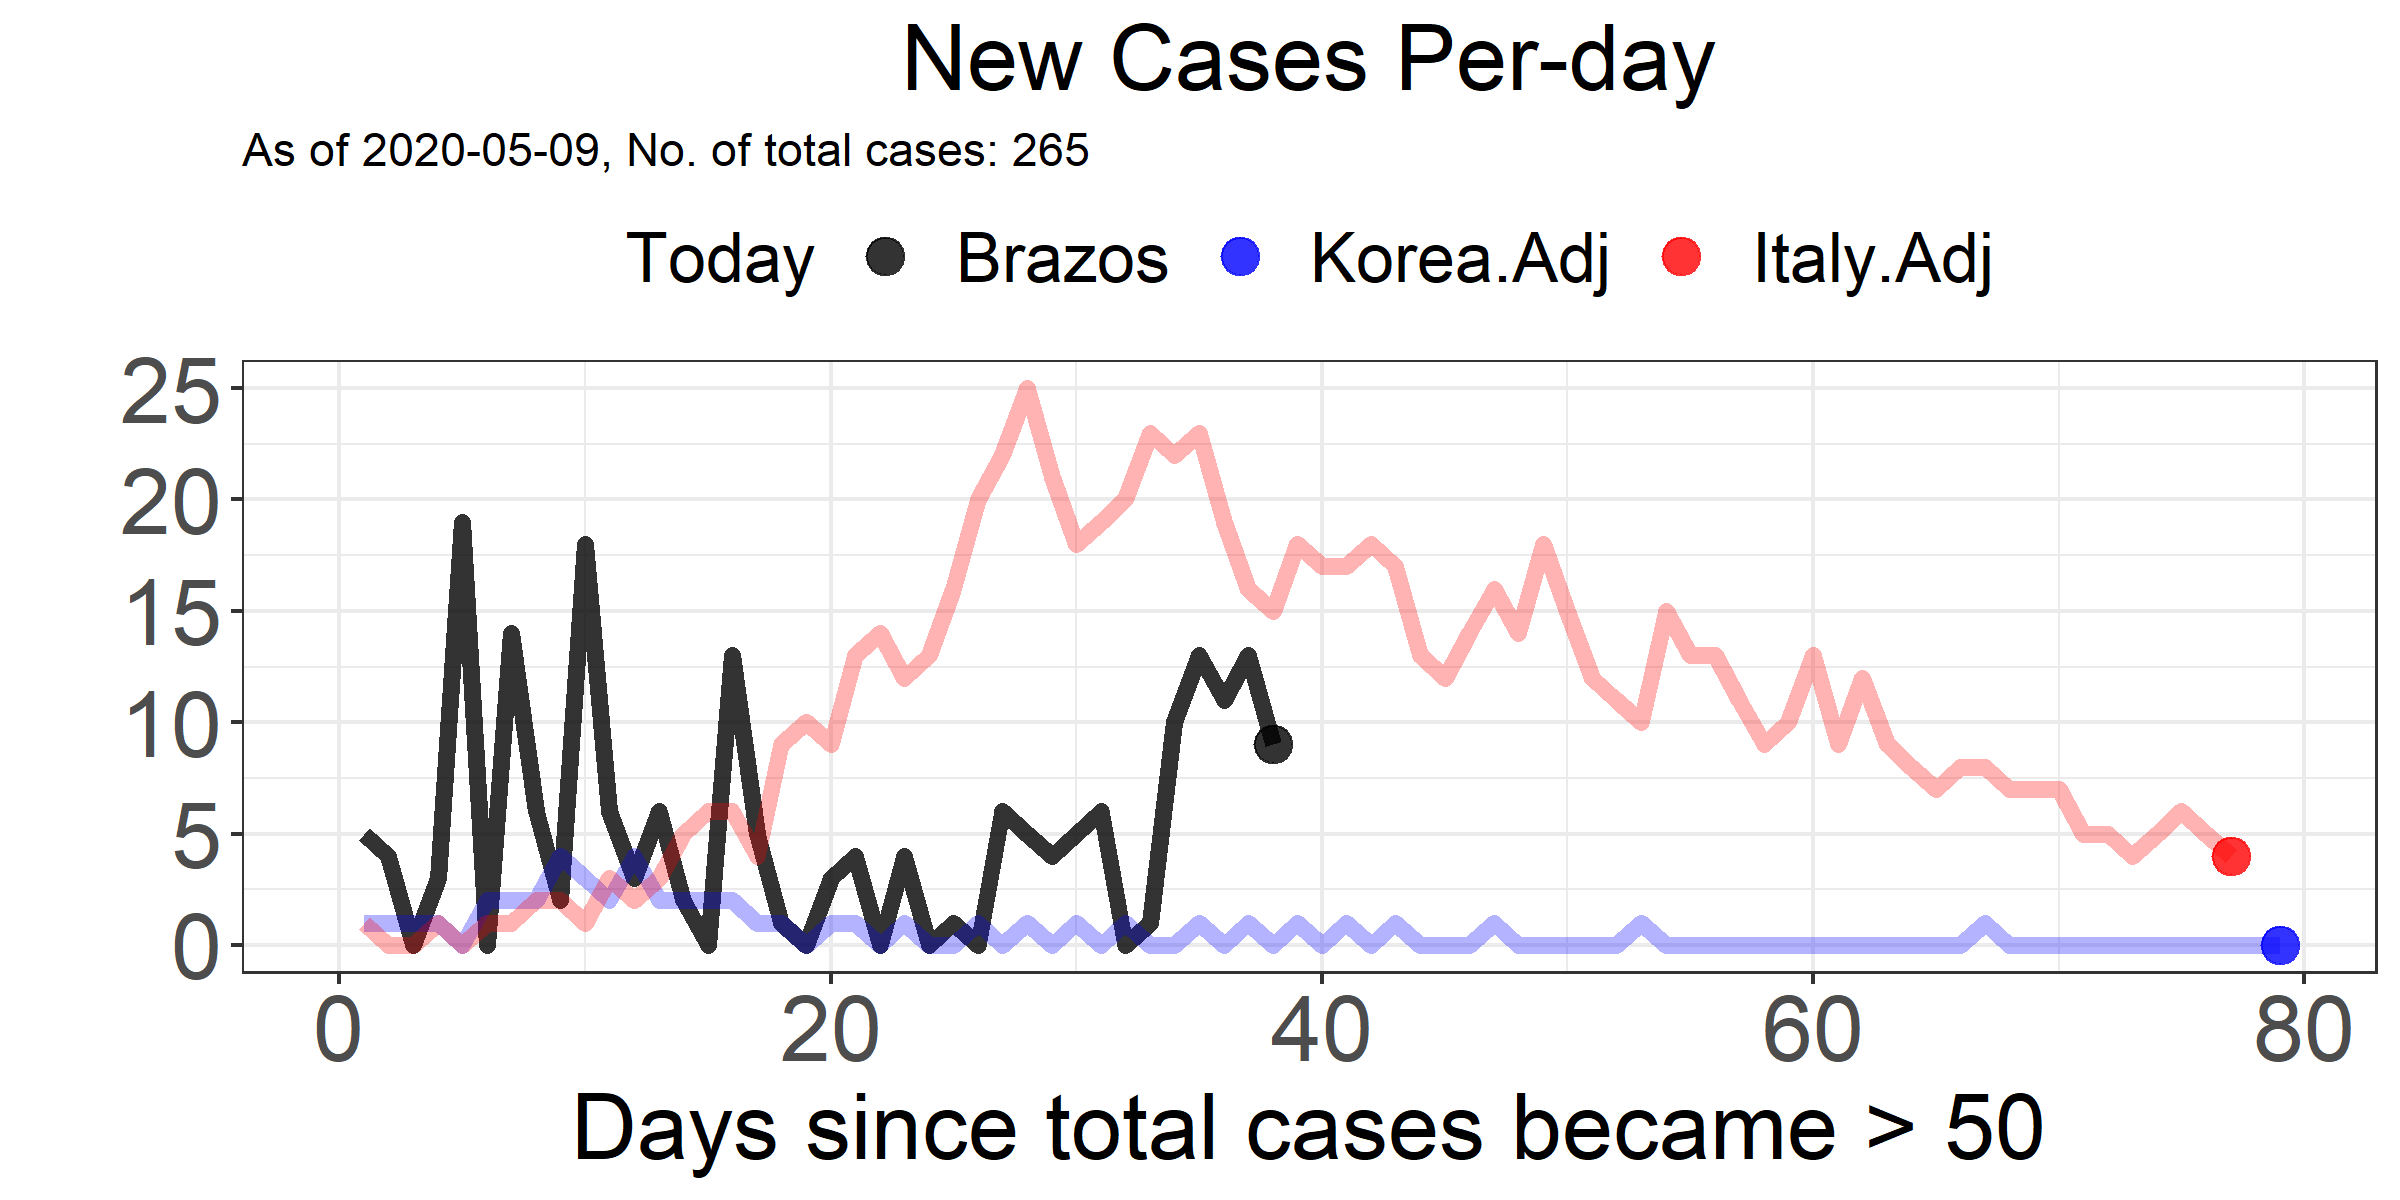 New Cases Per-day
As of 2020-05-09, No. of total cases: 265
Today Brazos Korea.Adj Italy.Adj
25
20
15
10
5
0
0 20 40 60 80
Days since total cases became > 50